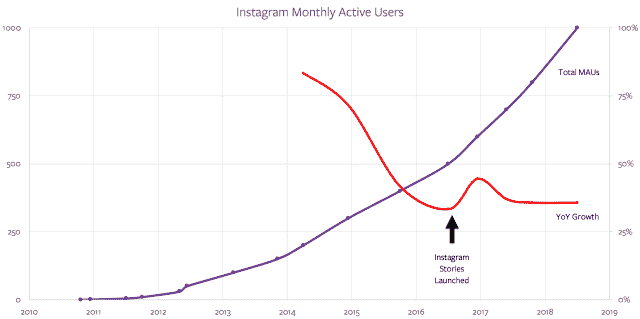 Instagram Monthly Active Users
1000 100%
Total MAUs
750 75%
500 50%
250 25%
YoY Growth
Instagram
Stories
Launched
0 0%
2010 2011 2012 2013 2014 2015 2016 2017 2018 2019